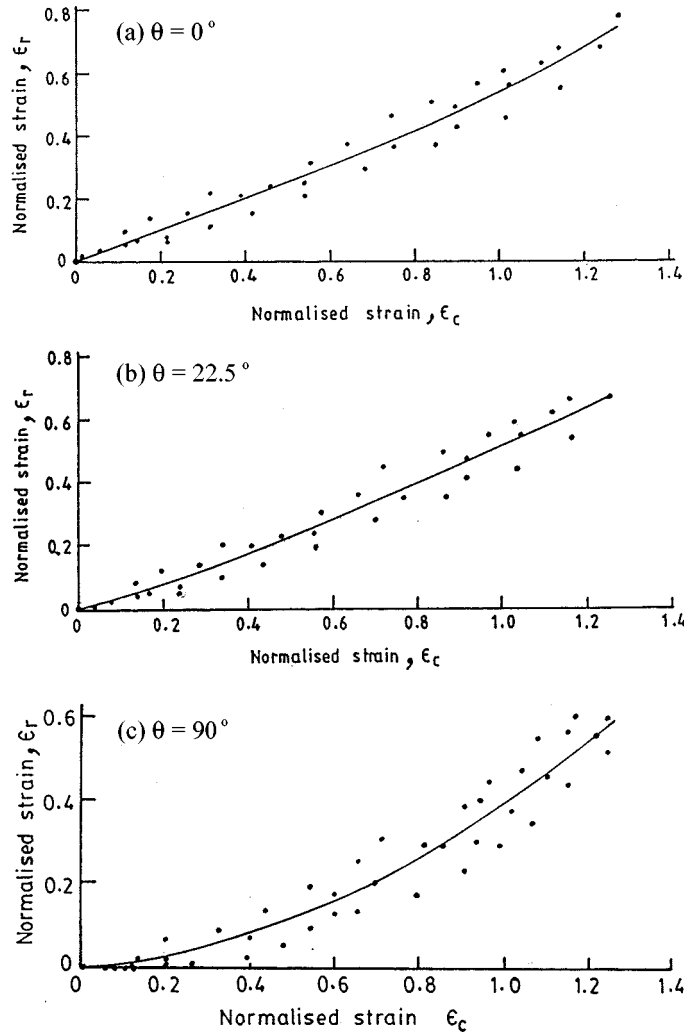 (a) θ = 0°
Normalised strain, ϵr
0.8
0.6
0.4
0.2
0
0 0.2 0.4 0.6 0.8 1.0 1.2 1.4
Normalised strain, ϵc
(b) θ = 22.5°
Normalised strain, ϵr
0.8
0.6
0.4
0.2
0
0 0.2 0.4 0.6 0.8 1.0 1.2 1.4
Normalised strain, ϵc
(c) θ = 90°
Normalised strain, ϵr
0.6
0.4
0.2
0
0 0.2 0.4 0.6 0.8 1.0 1.2 1.4
Normalised strain ϵc